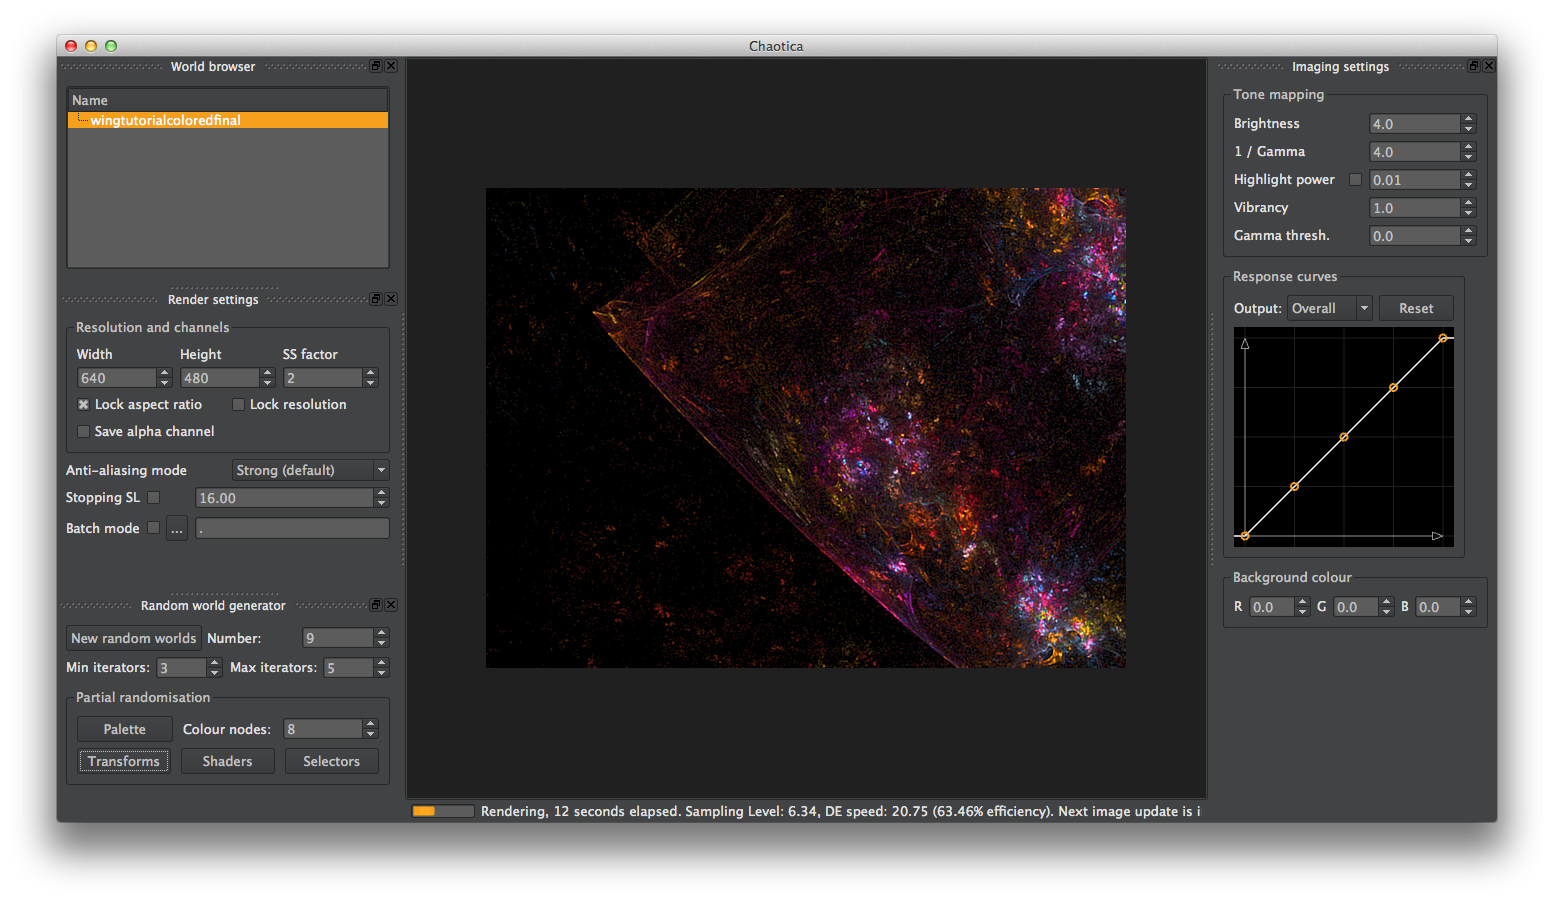 Chaotica
World browser
Name
wingtutorialcoloredfinal
Render settings
Resolution and channels
Width Height SS factor
640 480 2
Lock aspect ratio Lock resolution
Save alpha channel
Anti-aliasing mode Strong (default)
Stopping SL 16.00
Batch mode ... .
Random world generator
New random worlds Number: 9
Min iterators: 3 Max iterators: 5
Partial randomisation
Palette Colour nodes: 8
Transforms Shaders Selectors
Rendering, 12 seconds elapsed. Sampling Level: 6.34, DE speed: 20.75 (63.46% efficiency). Next image update is i
Imaging settings
Tone mapping
Brightness 4.0
1 / Gamma 4.0
Highlight power 0.01
Vibrancy 1.0
Gamma thresh. 0.0
Response curves
Output: Overall Reset
Background colour
R 0.0 G 0.0 B 0.0